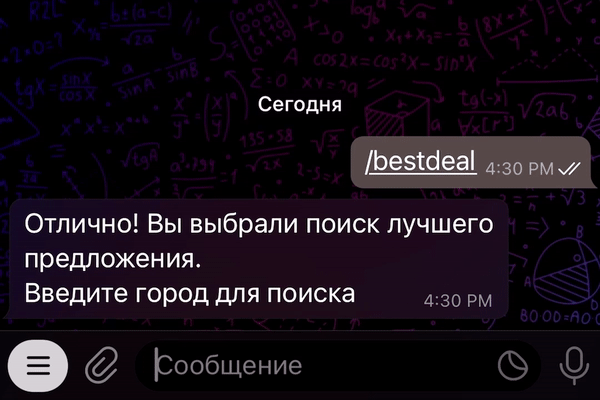 Сегодня
/bestdeal 4:30 PM
Отлично! Вы выбрали поиск лучшего
предложения.
Введите город для поиска 4:30 PM
Сообщение